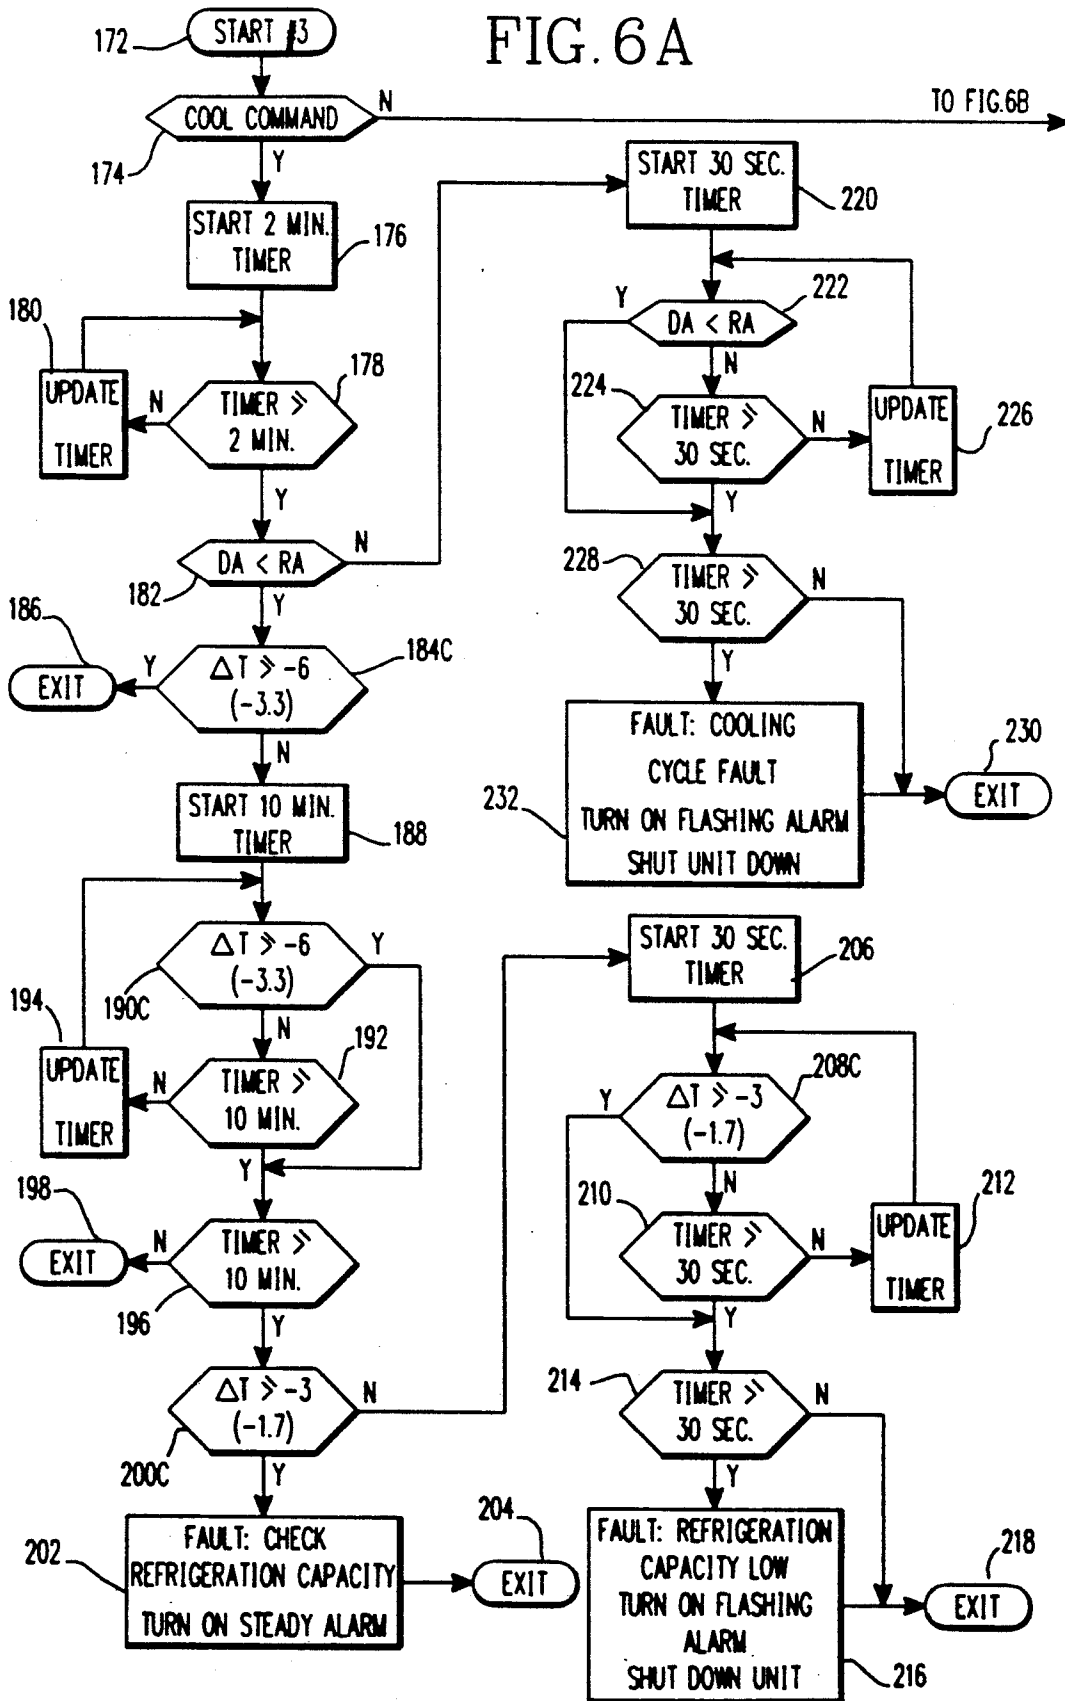 FIG. 6A
172
START #3
COOL COMMAND
N
TO FIG.6B
174
Y
START 2 MIN.
TIMER
176
180
UPDATE
TIMER
N
TIMER ≥
2 MIN.
178
Y
DA < RA
N
182
Y
186
EXIT
Y
ΔT ≥ -6
(-3.3)
184C
N
START 10 MIN.
TIMER
188
ΔT ≥ -6
(-3.3)
Y
190C
N
194
UPDATE
TIMER
N
TIMER ≥
10 MIN.
192
Y
198
EXIT
N
TIMER ≥
10 MIN.
196
Y
ΔT ≥ -3
(-1.7)
N
200C
Y
202
FAULT: CHECK
REFRIGERATION CAPACITY
TURN ON STEADY ALARM
204
EXIT
START 30 SEC.
TIMER
220
Y
DA < RA
222
N
224
TIMER ≥
30 SEC.
N
UPDATE
TIMER
226
Y
228
TIMER ≥
30 SEC.
N
Y
FAULT: COOLING
CYCLE FAULT
TURN ON FLASHING ALARM
SHUT UNIT DOWN
232
230
EXIT
START 30 SEC.
TIMER
206
Y
ΔT ≥ -3
(-1.7)
208C
N
210
TIMER ≥
30 SEC.
N
212
UPDATE
TIMER
Y
214
TIMER ≥
30 SEC.
N
Y
FAULT: REFRIGERATION
CAPACITY LOW
TURN ON FLASHING
ALARM
SHUT DOWN UNIT
216
218
EXIT